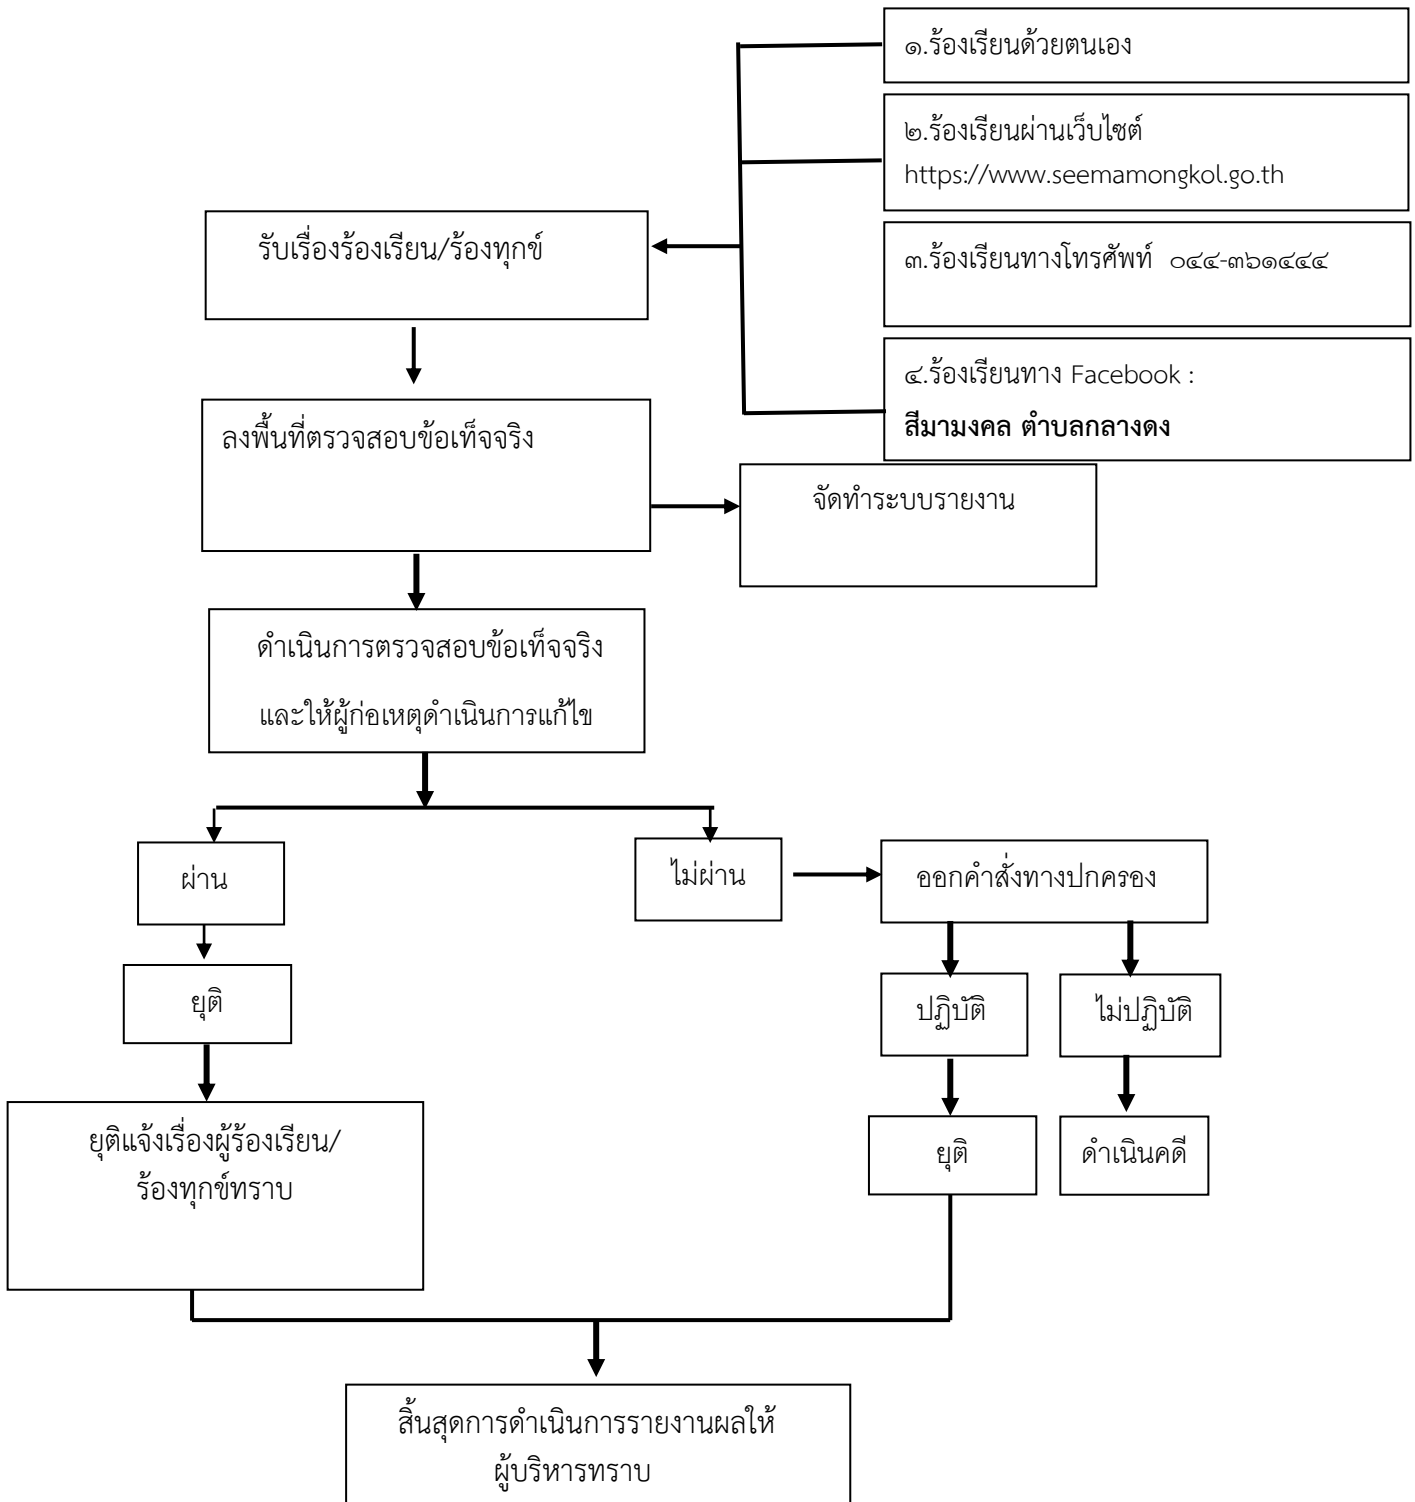 ๑.ร้องเรียนด้วยตนเอง
๒.ร้องเรียนผ่านเว็บไซต์
https://www.seemamongkol.go.th
รับเรื่องร้องเรียน/ร้องทุกข์
๓.ร้องเรียนทางโทรศัพท์ ๐๔๔-๓๖๑๔๔๔
๔.ร้องเรียนทาง Facebook :
สีมามงคล ตำบลกลางดง
ลงพื้นที่ตรวจสอบข้อเท็จจริง
จัดทำระบบรายงาน
ดำเนินการตรวจสอบข้อเท็จจริง
และให้ผู้ก่อเหตุดำเนินการแก้ไข
ผ่าน
ไม่ผ่าน
ออกคำสั่งทางปกครอง
ยุติ
ปฏิบัติ
ไม่ปฏิบัติ
ยุติแจ้งเรื่องผู้ร้องเรียน/
ร้องทุกข์ทราบ
ยุติ
ดำเนินคดี
สิ้นสุดการดำเนินการรายงานผลให้
ผู้บริหารทราบ